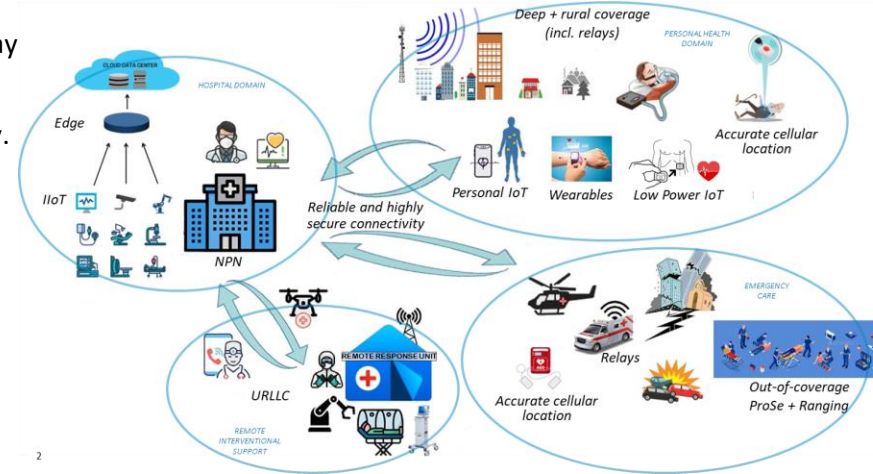 ny
y.
CLOUD DATA CENTER
HOSPITAL DOMAIN
Edge
IIoT
NPN
Reliable and highly
secure connectivity
Deep + rural coverage
(incl. relays)
PERSONAL HEALTH
DOMAIN
Accurate cellular
location
Personal IoT
Wearables
Low Power IoT
EMERGENCY
CARE
Relays
AED
Accurate cellular
location
Out-of-coverage
ProSe + Ranging
REMOTE RESPONSE UNIT
URLLC
REMOTE
INTERVENTIONAL
SUPPORT
2